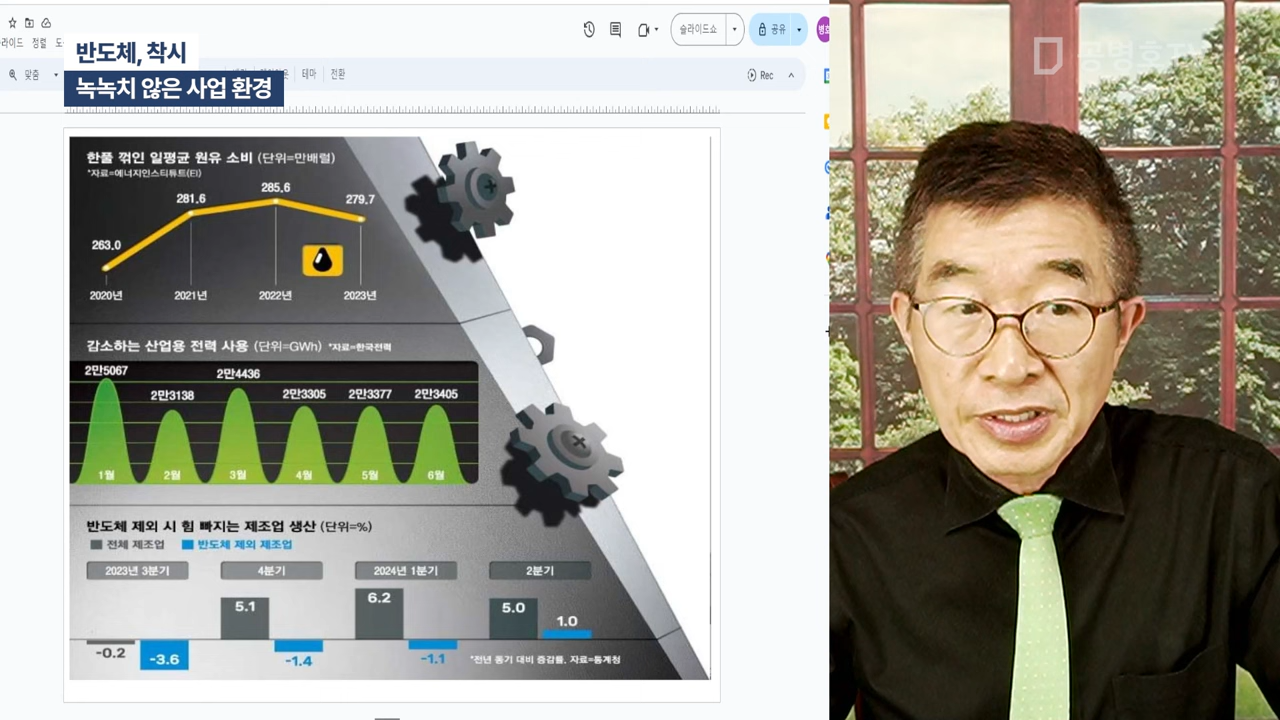 라이드 정렬
슬라이드쇼
공유
반도체, 착시
녹녹치 않은 사업 환경
맞춤
테마
전환
Rec
한풀 꺾인 일평균 원유 소비 (단위=만배럴)
*자료=에너지인스티튜트(EI)
263.0 281.6 285.6 279.7
2020년 2021년 2022년 2023년
감소하는 산업용 전력 사용 (단위=GWh) *자료=한국전력
2만5067 2만3138 2만4436 2만3305 2만3377 2만3405
1월 2월 3월 4월 5월 6월
반도체 제외 시 힘 빠지는 제조업 생산 (단위=%)
전체 제조업 반도체 제외 제조업
2023년 3분기 4분기 2024년 1분기 2분기
-0.2 -3.6 5.1 -1.4 6.2 -1.1 5.0 1.0
*전년 동기 대비 증감률, 자료=통계청
공병호TV